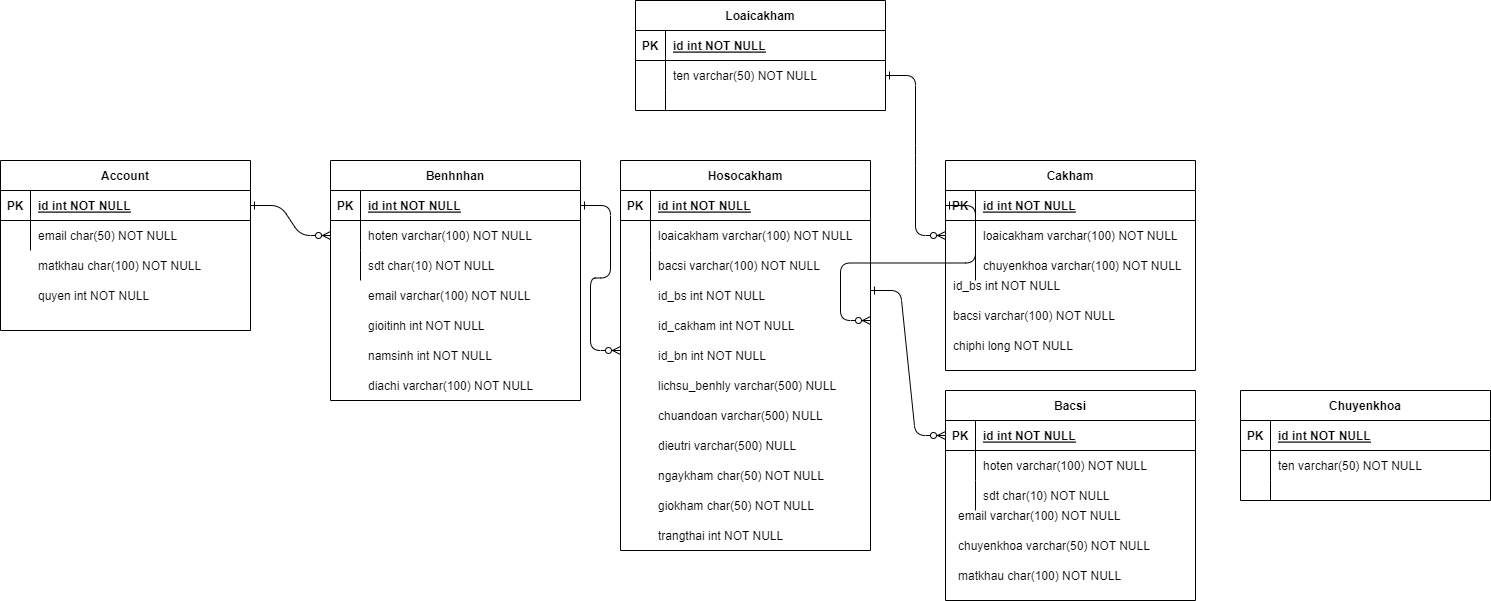 Loaicakham
PK id int NOT NULL
ten varchar(50) NOT NULL
Account
PK id int NOT NULL
email char(50) NOT NULL
matkhau char(100) NOT NULL
quyen int NOT NULL
Benhnhan
PK id int NOT NULL
hoten varchar(100) NOT NULL
sdt char(10) NOT NULL
email varchar(100) NOT NULL
gioitinh int NOT NULL
namsinh int NOT NULL
diachi varchar(100) NOT NULL
Hosocakham
PK id int NOT NULL
loaicakham varchar(100) NOT NULL
bacsi varchar(100) NOT NULL
id_bs int NOT NULL
id_cakham int NOT NULL
id_bn int NOT NULL
lichsu_benhly varchar(500) NULL
chuandoan varchar(500) NULL
dieutri varchar(500) NULL
ngaykham char(50) NOT NULL
giokham char(50) NOT NULL
trangthai int NOT NULL
Cakham
PK id int NOT NULL
loaicakham varchar(100) NOT NULL
chuyenkhoa varchar(100) NOT NULL
id_bs int NOT NULL
bacsi varchar(100) NOT NULL
chiphi long NOT NULL
Bacsi
PK id int NOT NULL
hoten varchar(100) NOT NULL
sdt char(10) NOT NULL
email varchar(100) NOT NULL
chuyenkhoa varchar(50) NOT NULL
matkhau char(100) NOT NULL
Chuyenkhoa
PK id int NOT NULL
ten varchar(50) NOT NULL